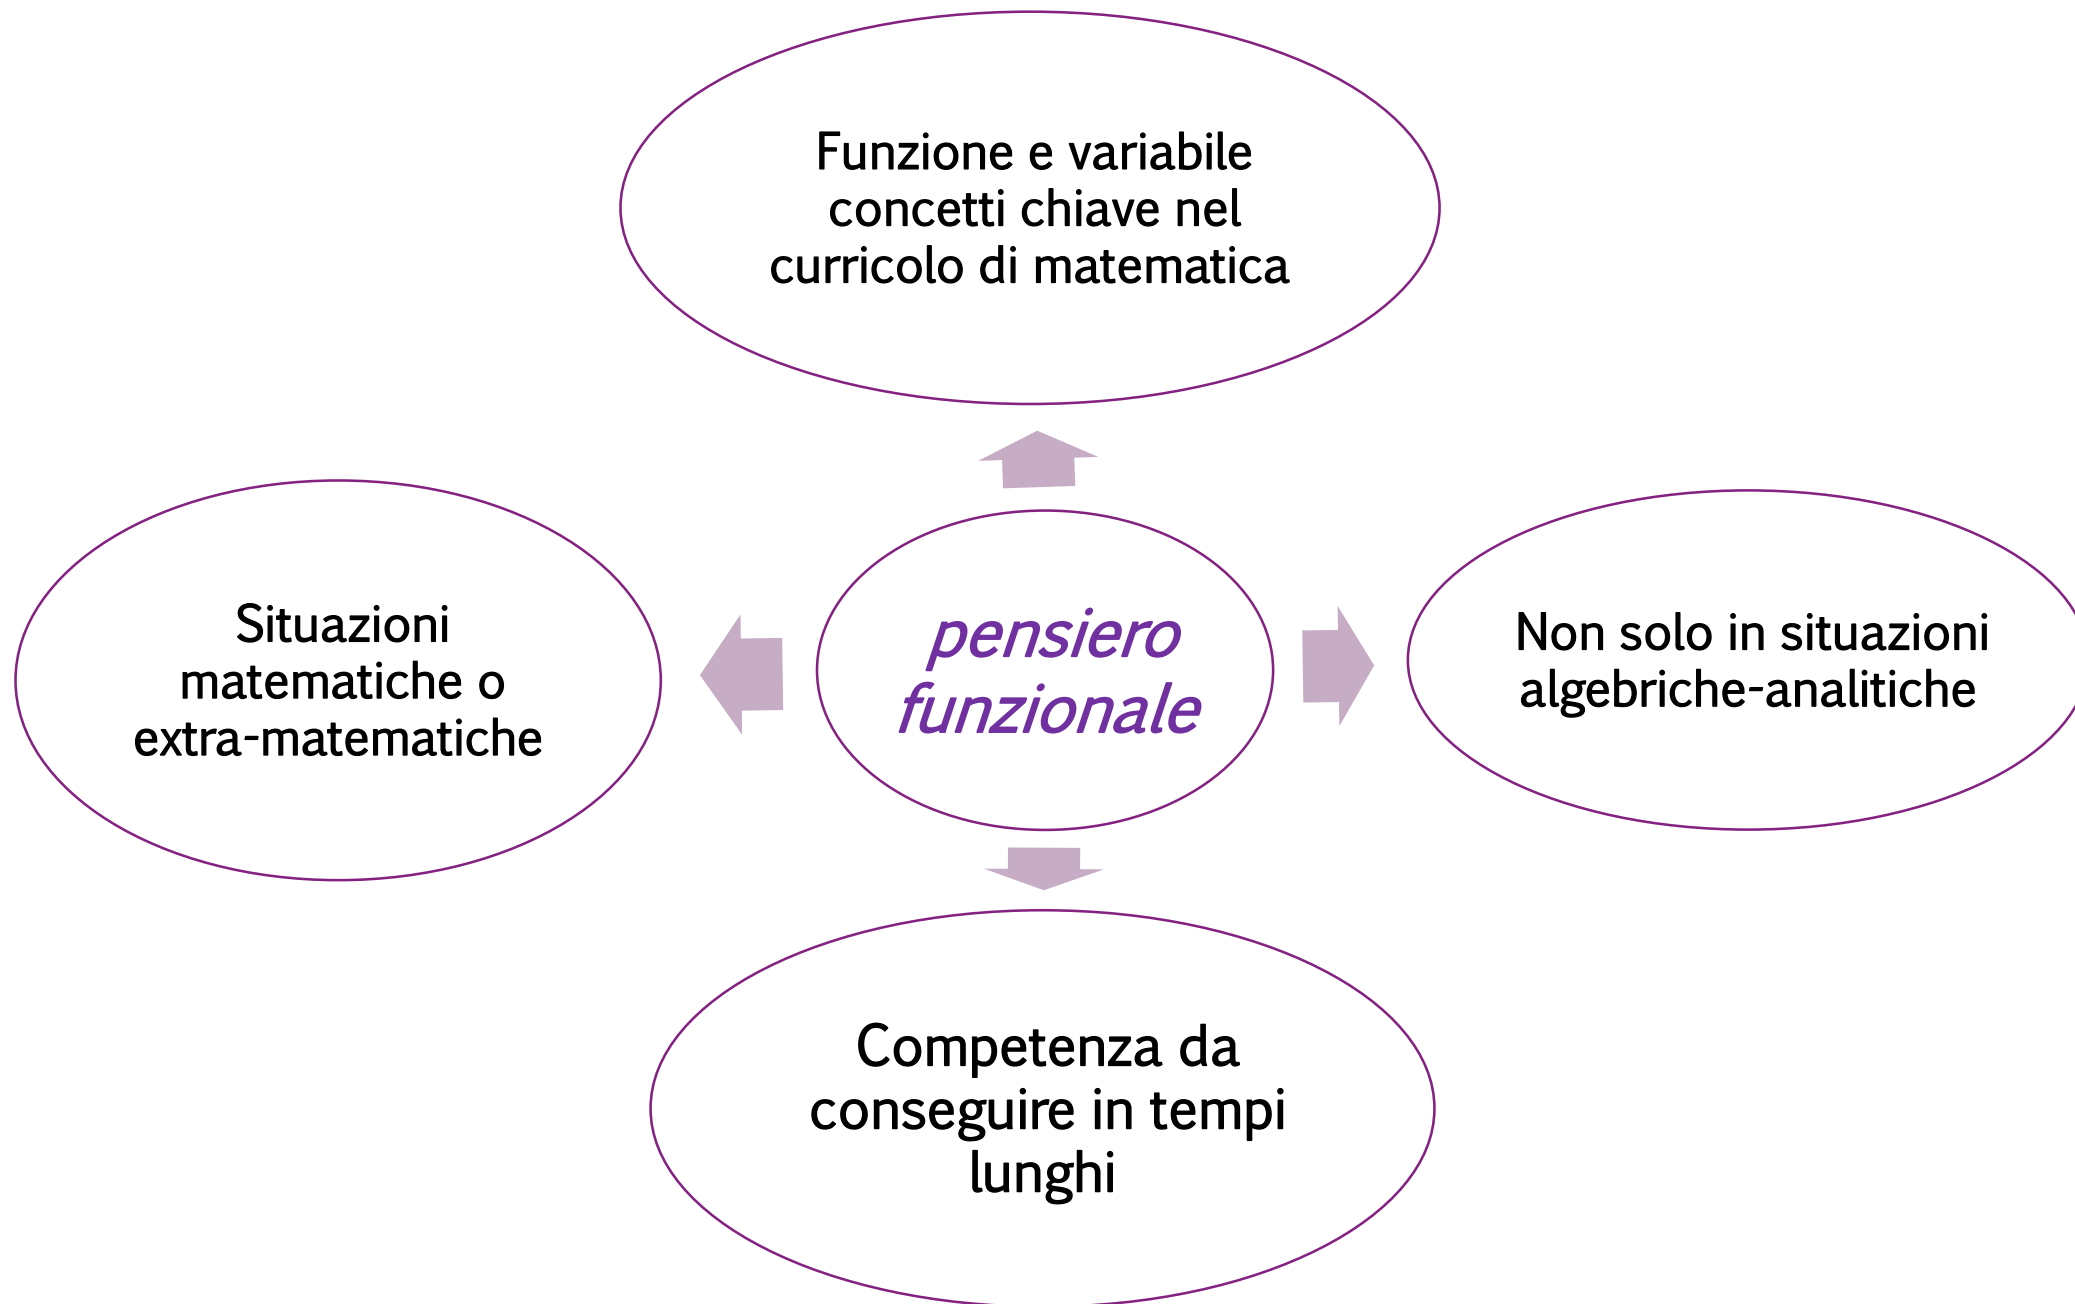 Funzione e variabile
concetti chiave nel
curricolo di matematica
Situazioni
matematiche o
extra-matematiche
pensiero
funzionale
Non solo in situazioni
algebriche-analitiche
Competenza da
conseguire in tempi
lunghi